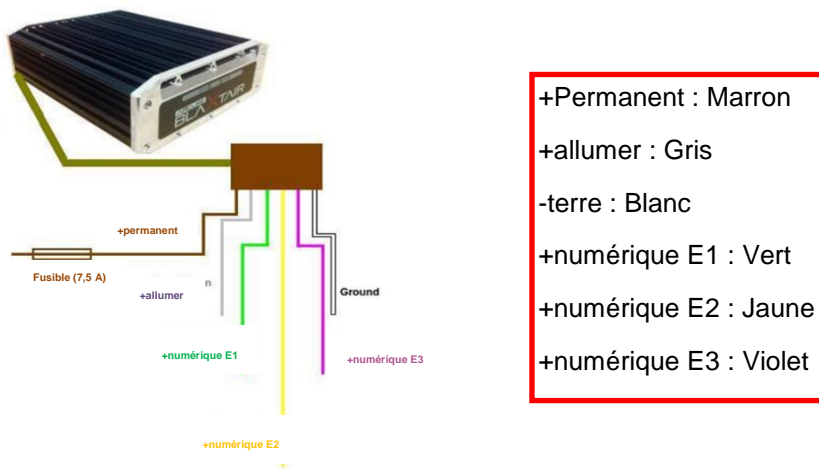 BLAXTAIR
+permanent
Fusible (7,5 A)
+allumer
n
Ground
+numérique E1
+numérique E3
+numérique E2
+Permanent : Marron
+allumer : Gris
-terre : Blanc
+numérique E1 : Vert
+numérique E2 : Jaune
+numérique E3 : Violet